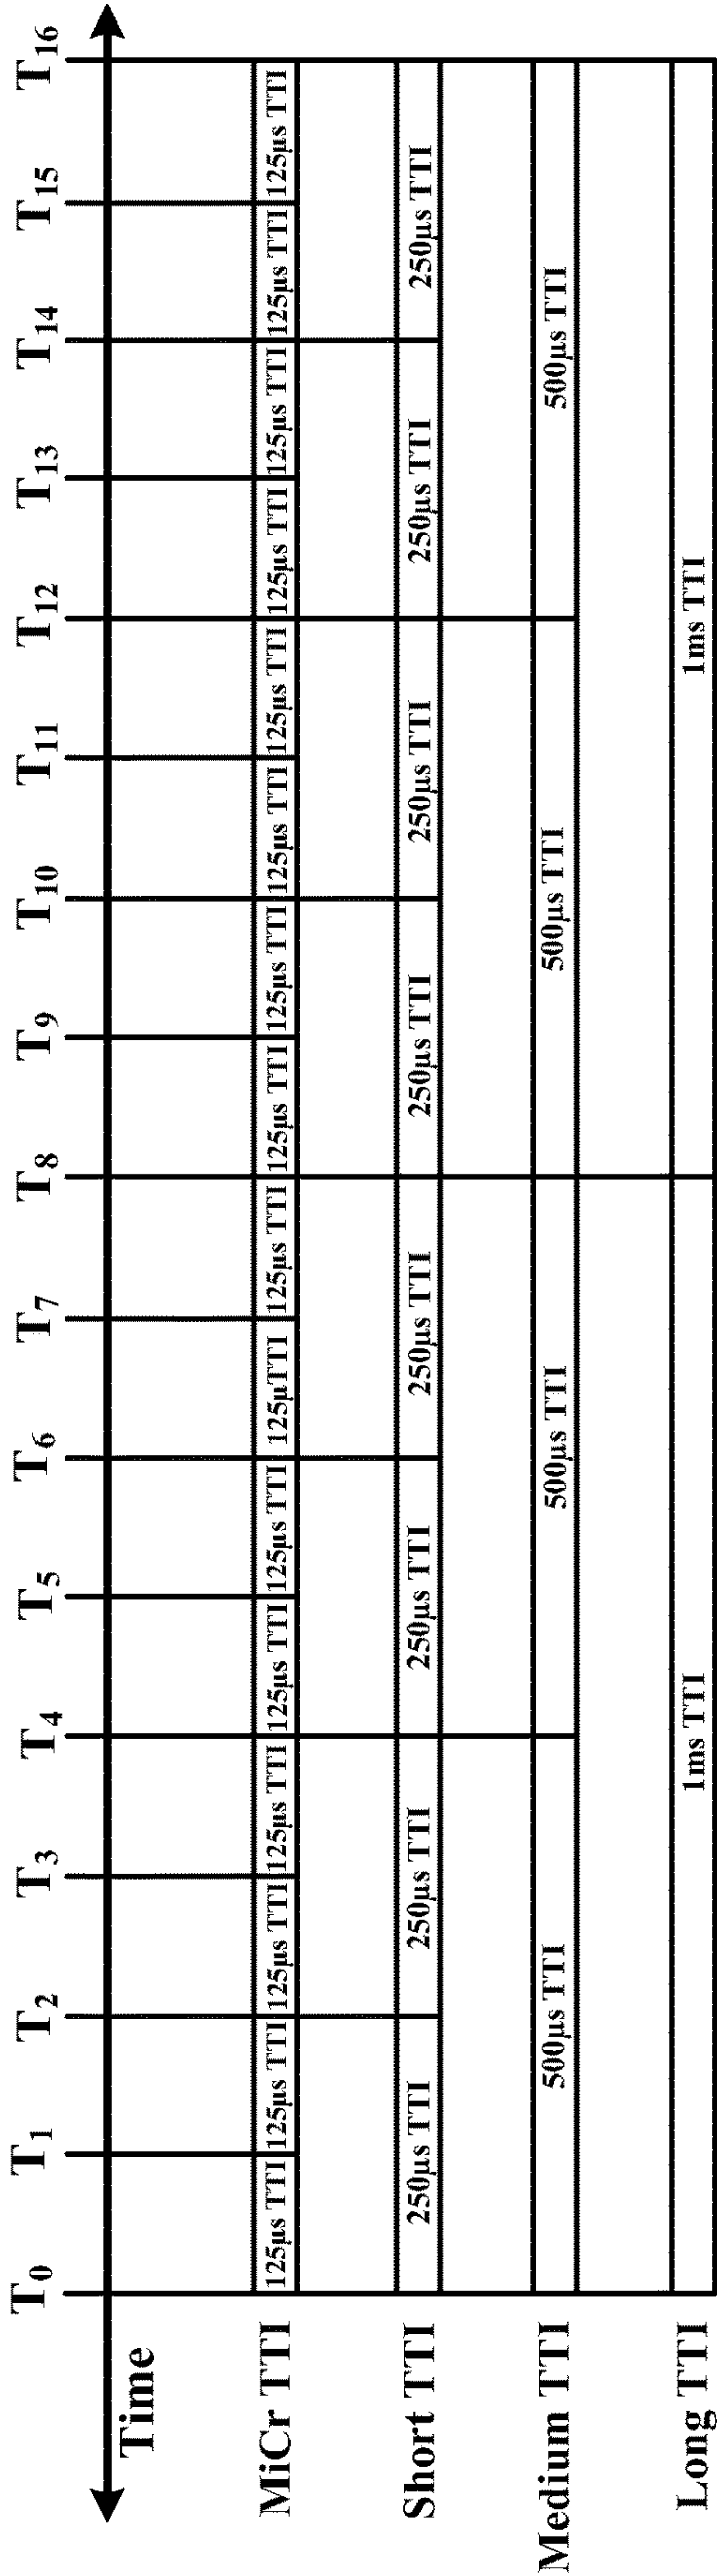 T0 T1 T2 T3 T4 T5 T6 T7 T8 T9 T10 T11 T12 T13 T14 T15 T16
Time
MiCr TTI 125µs TTI 125µs TTI 125µs TTI 125µs TTI 125µs TTI 125µs TTI 125µTTI 125µs TTI 125µs TTI 125µs TTI 125µs TTI 125µs TTI 125µs TTI 125µs TTI 125µs TTI 125µs TTI
Short TTI 250µs TTI 250µs TTI 250µs TTI 250µs TTI 250µs TTI 250µs TTI 250µs TTI 250µs TTI
Medium TTI 500µs TTI 500µs TTI 500µs TTI 500µs TTI
Long TTI 1ms TTI 1ms TTI